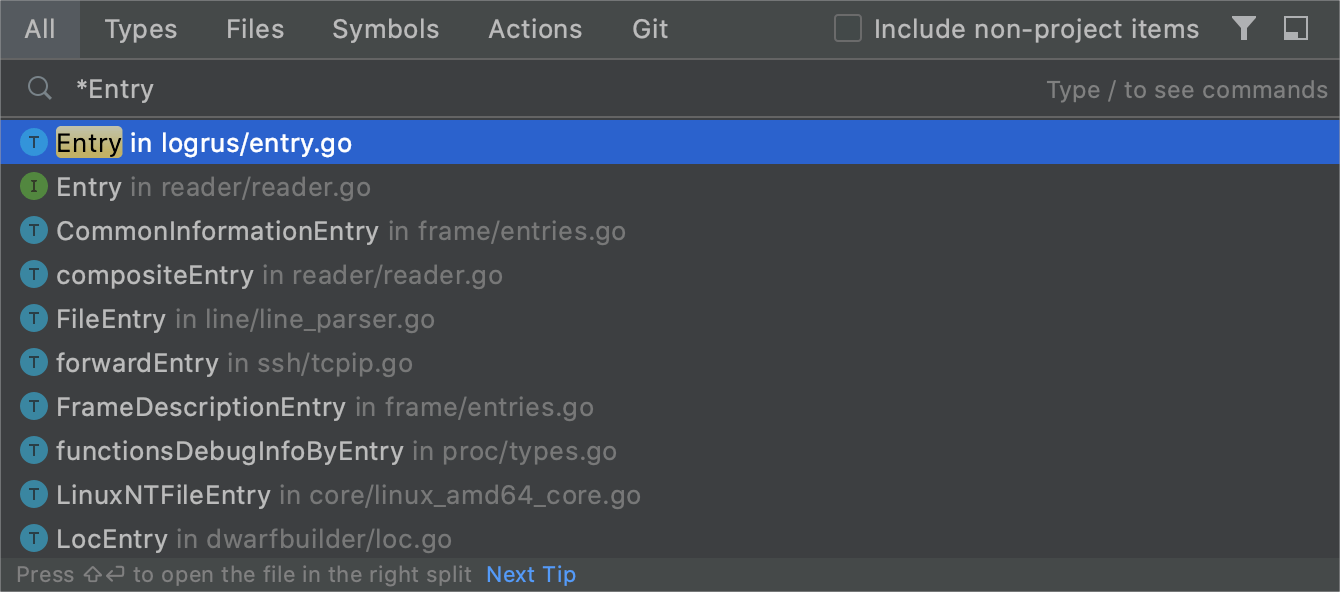 All Types Files Symbols Actions Git Include non-project items
*Entry Type / to see commands
T Entry in logrus/entry.go
I Entry in reader/reader.go
T CommonInformationEntry in frame/entries.go
T compositeEntry in reader/reader.go
T FileEntry in line/line_parser.go
T forwardEntry in ssh/tcpip.go
T FrameDescriptionEntry in frame/entries.go
T functionsDebugInfoByEntry in proc/types.go
T LinuxNTFileEntry in core/linux_amd64_core.go
T LocEntry in dwarfbuilder/loc.go
Press ⇧⏎ to open the file in the right split Next Tip